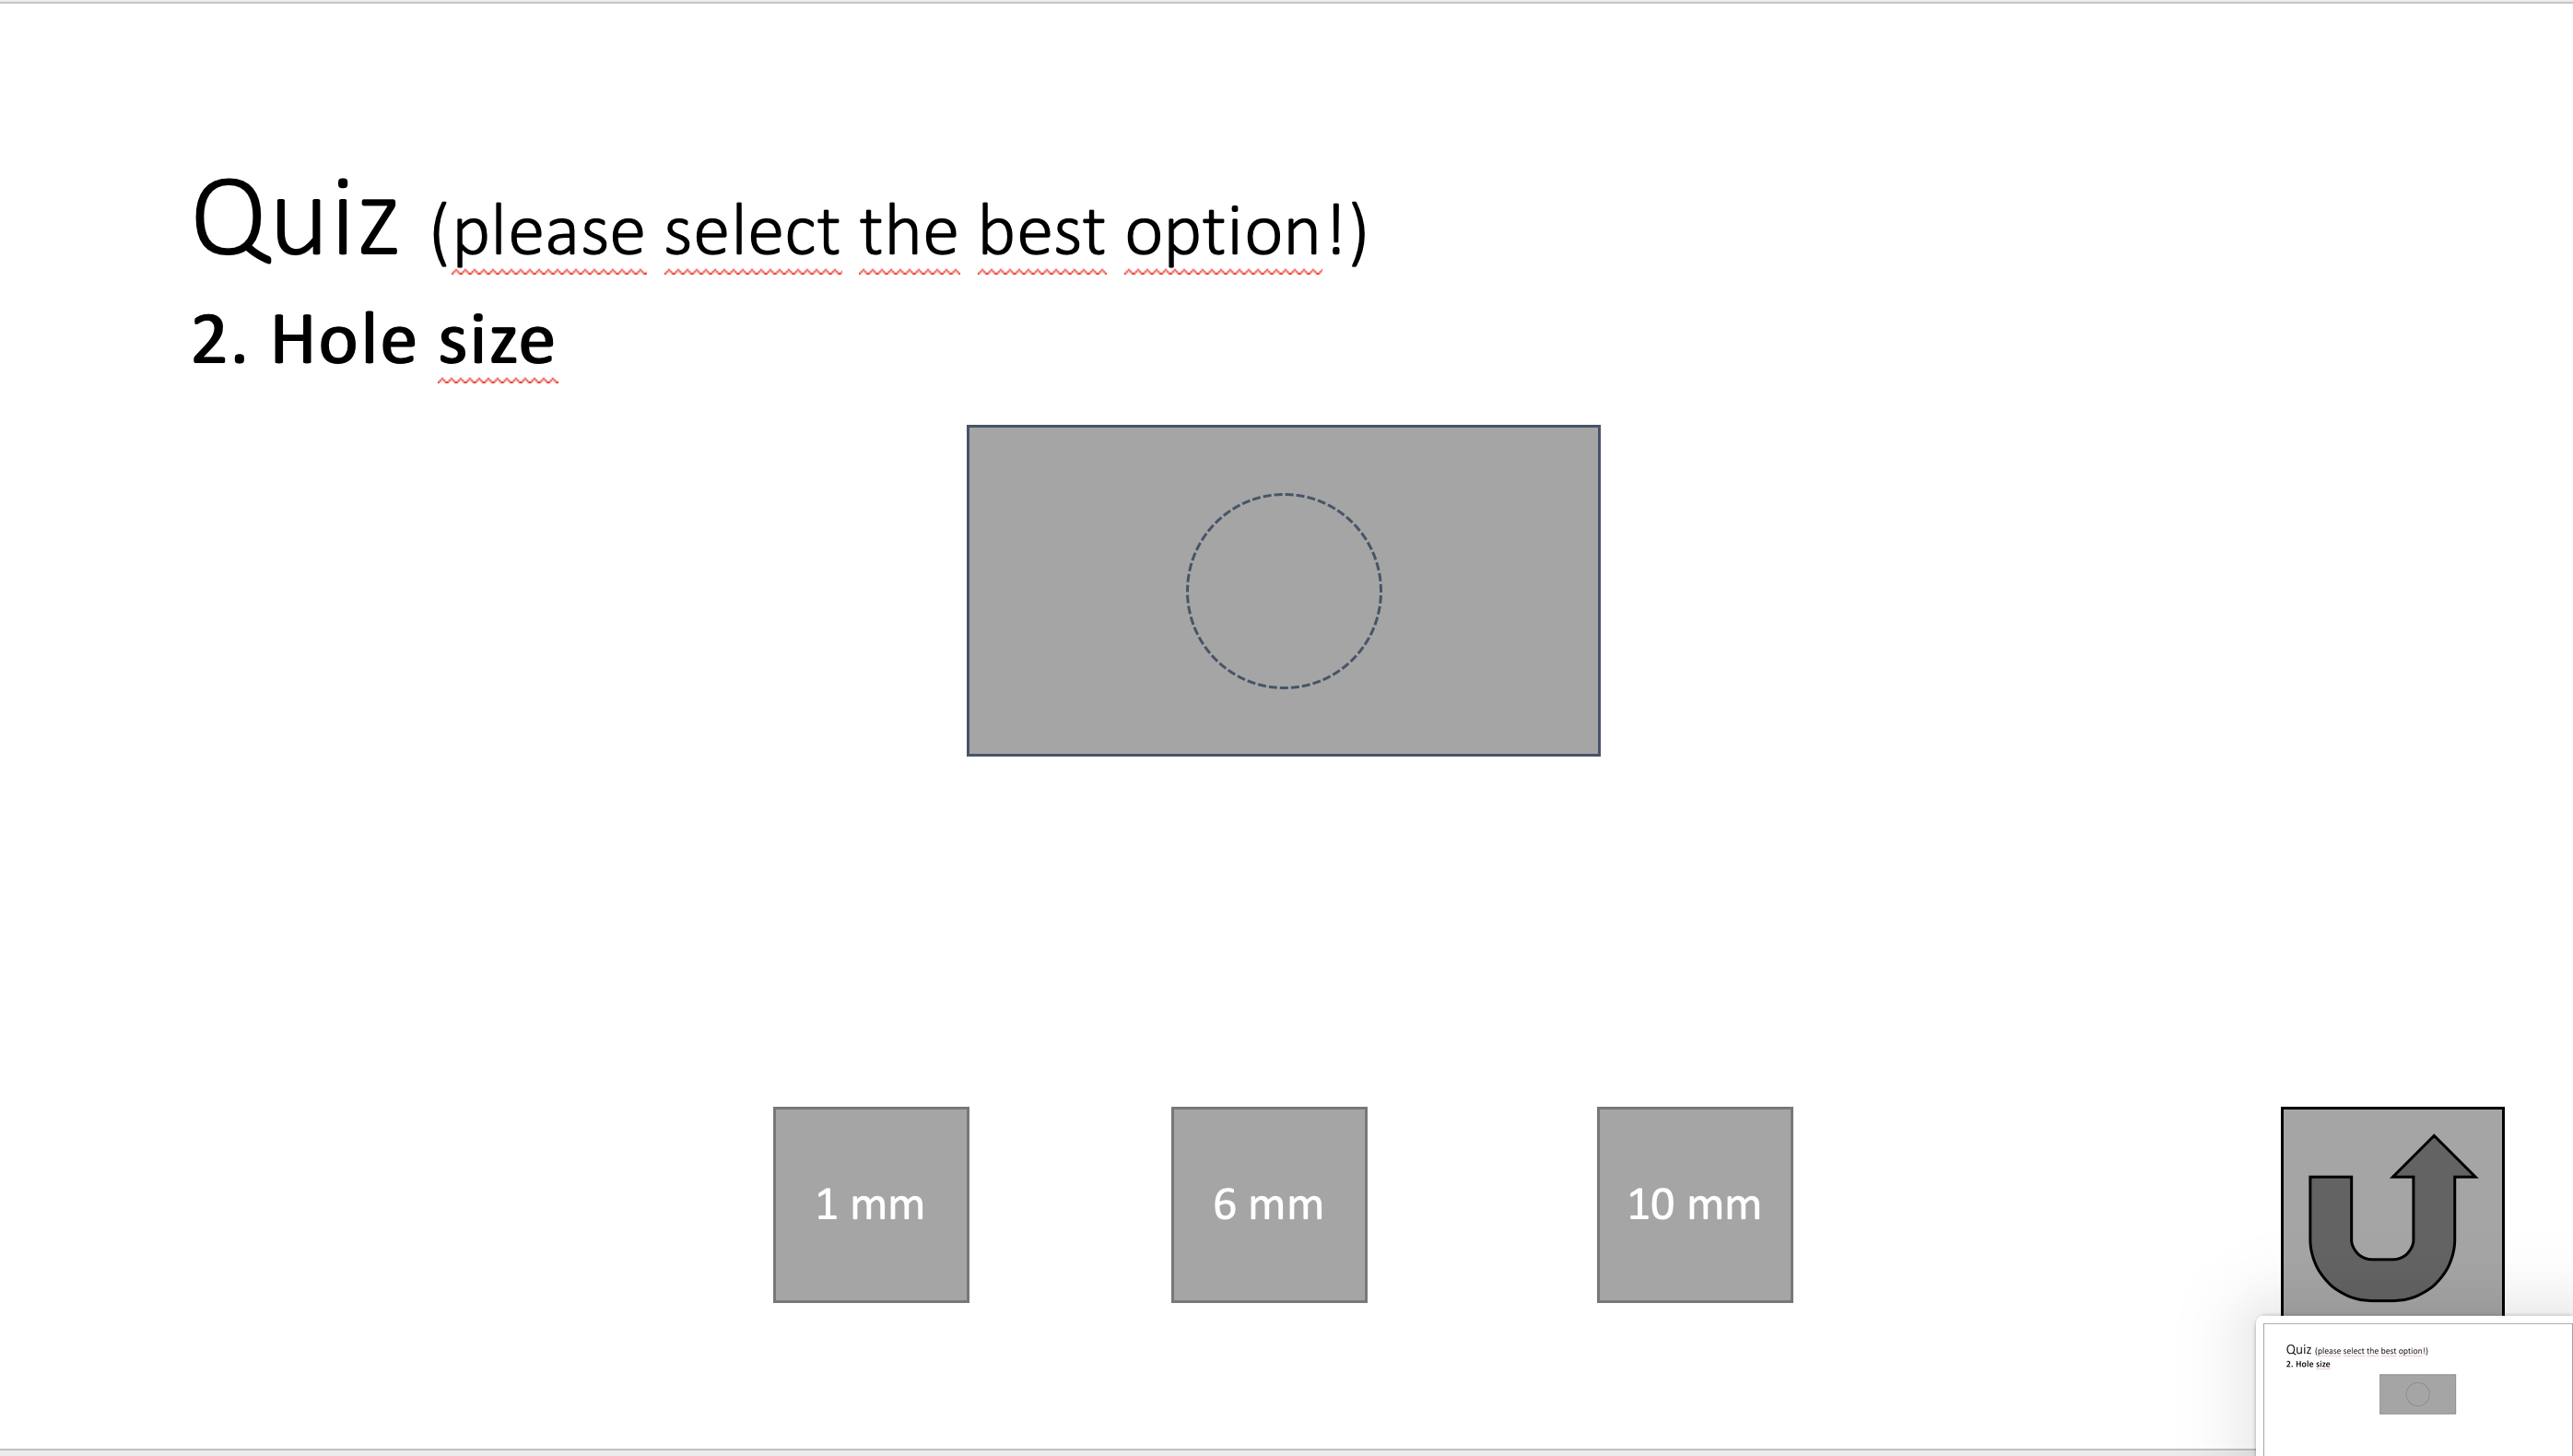 Quiz (please select the best option!)
2. Hole size
1 mm
6 mm
10 mm
Quiz (please select the best option!)
2. Hole size